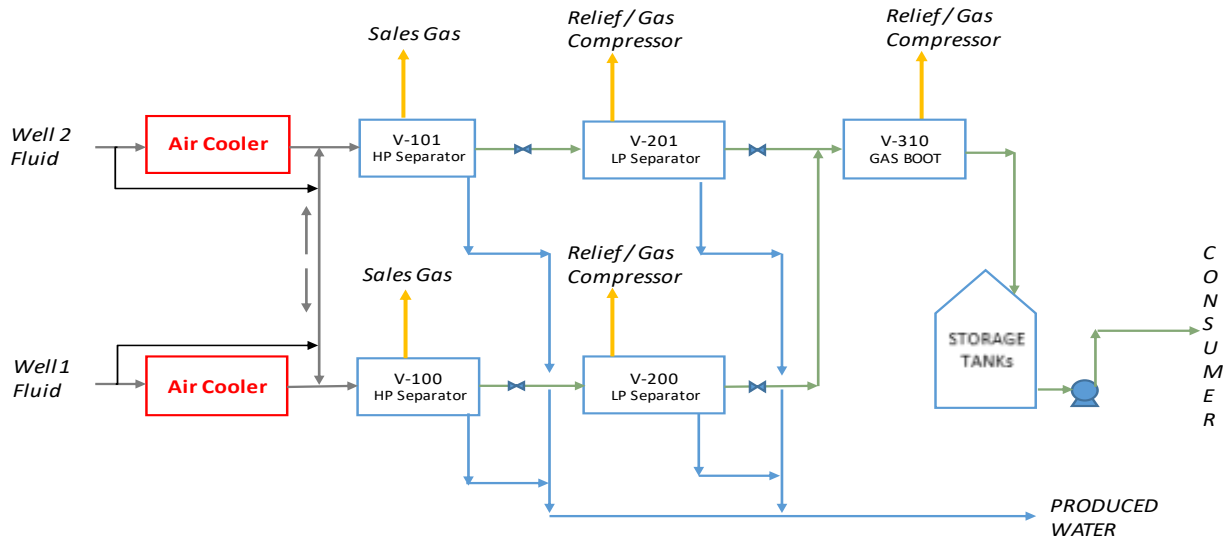 Sales Gas
Relief / Gas
Compressor
Relief / Gas
Compressor
Well 2
Fluid
Air Cooler
V-101
HP Separator
V-201
LP Separator
V-310
GAS BOOT
Sales Gas
Relief / Gas
Compressor
Well 1
Fluid
Air Cooler
V-100
HP Separator
V-200
LP Separator
STORAGE
TANKs
C
O
N
S
U
M
E
R
PRODUCED
WATER